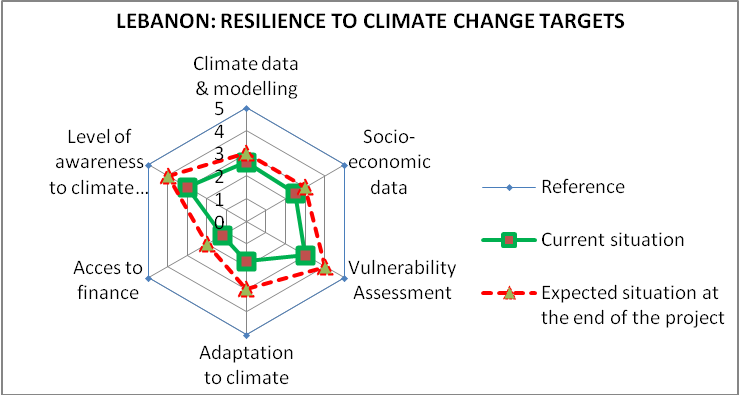 LEBANON: RESILIENCE TO CLIMATE CHANGE TARGETS
Climate data
& modelling
5
4
3
2
1
0
Socio-
economic
data
Vulnerability
Assessment
Adaptation
to climate
Acces to
finance
Level of
awareness
to climate...
Reference
Current situation
Expected situation at
the end of the project